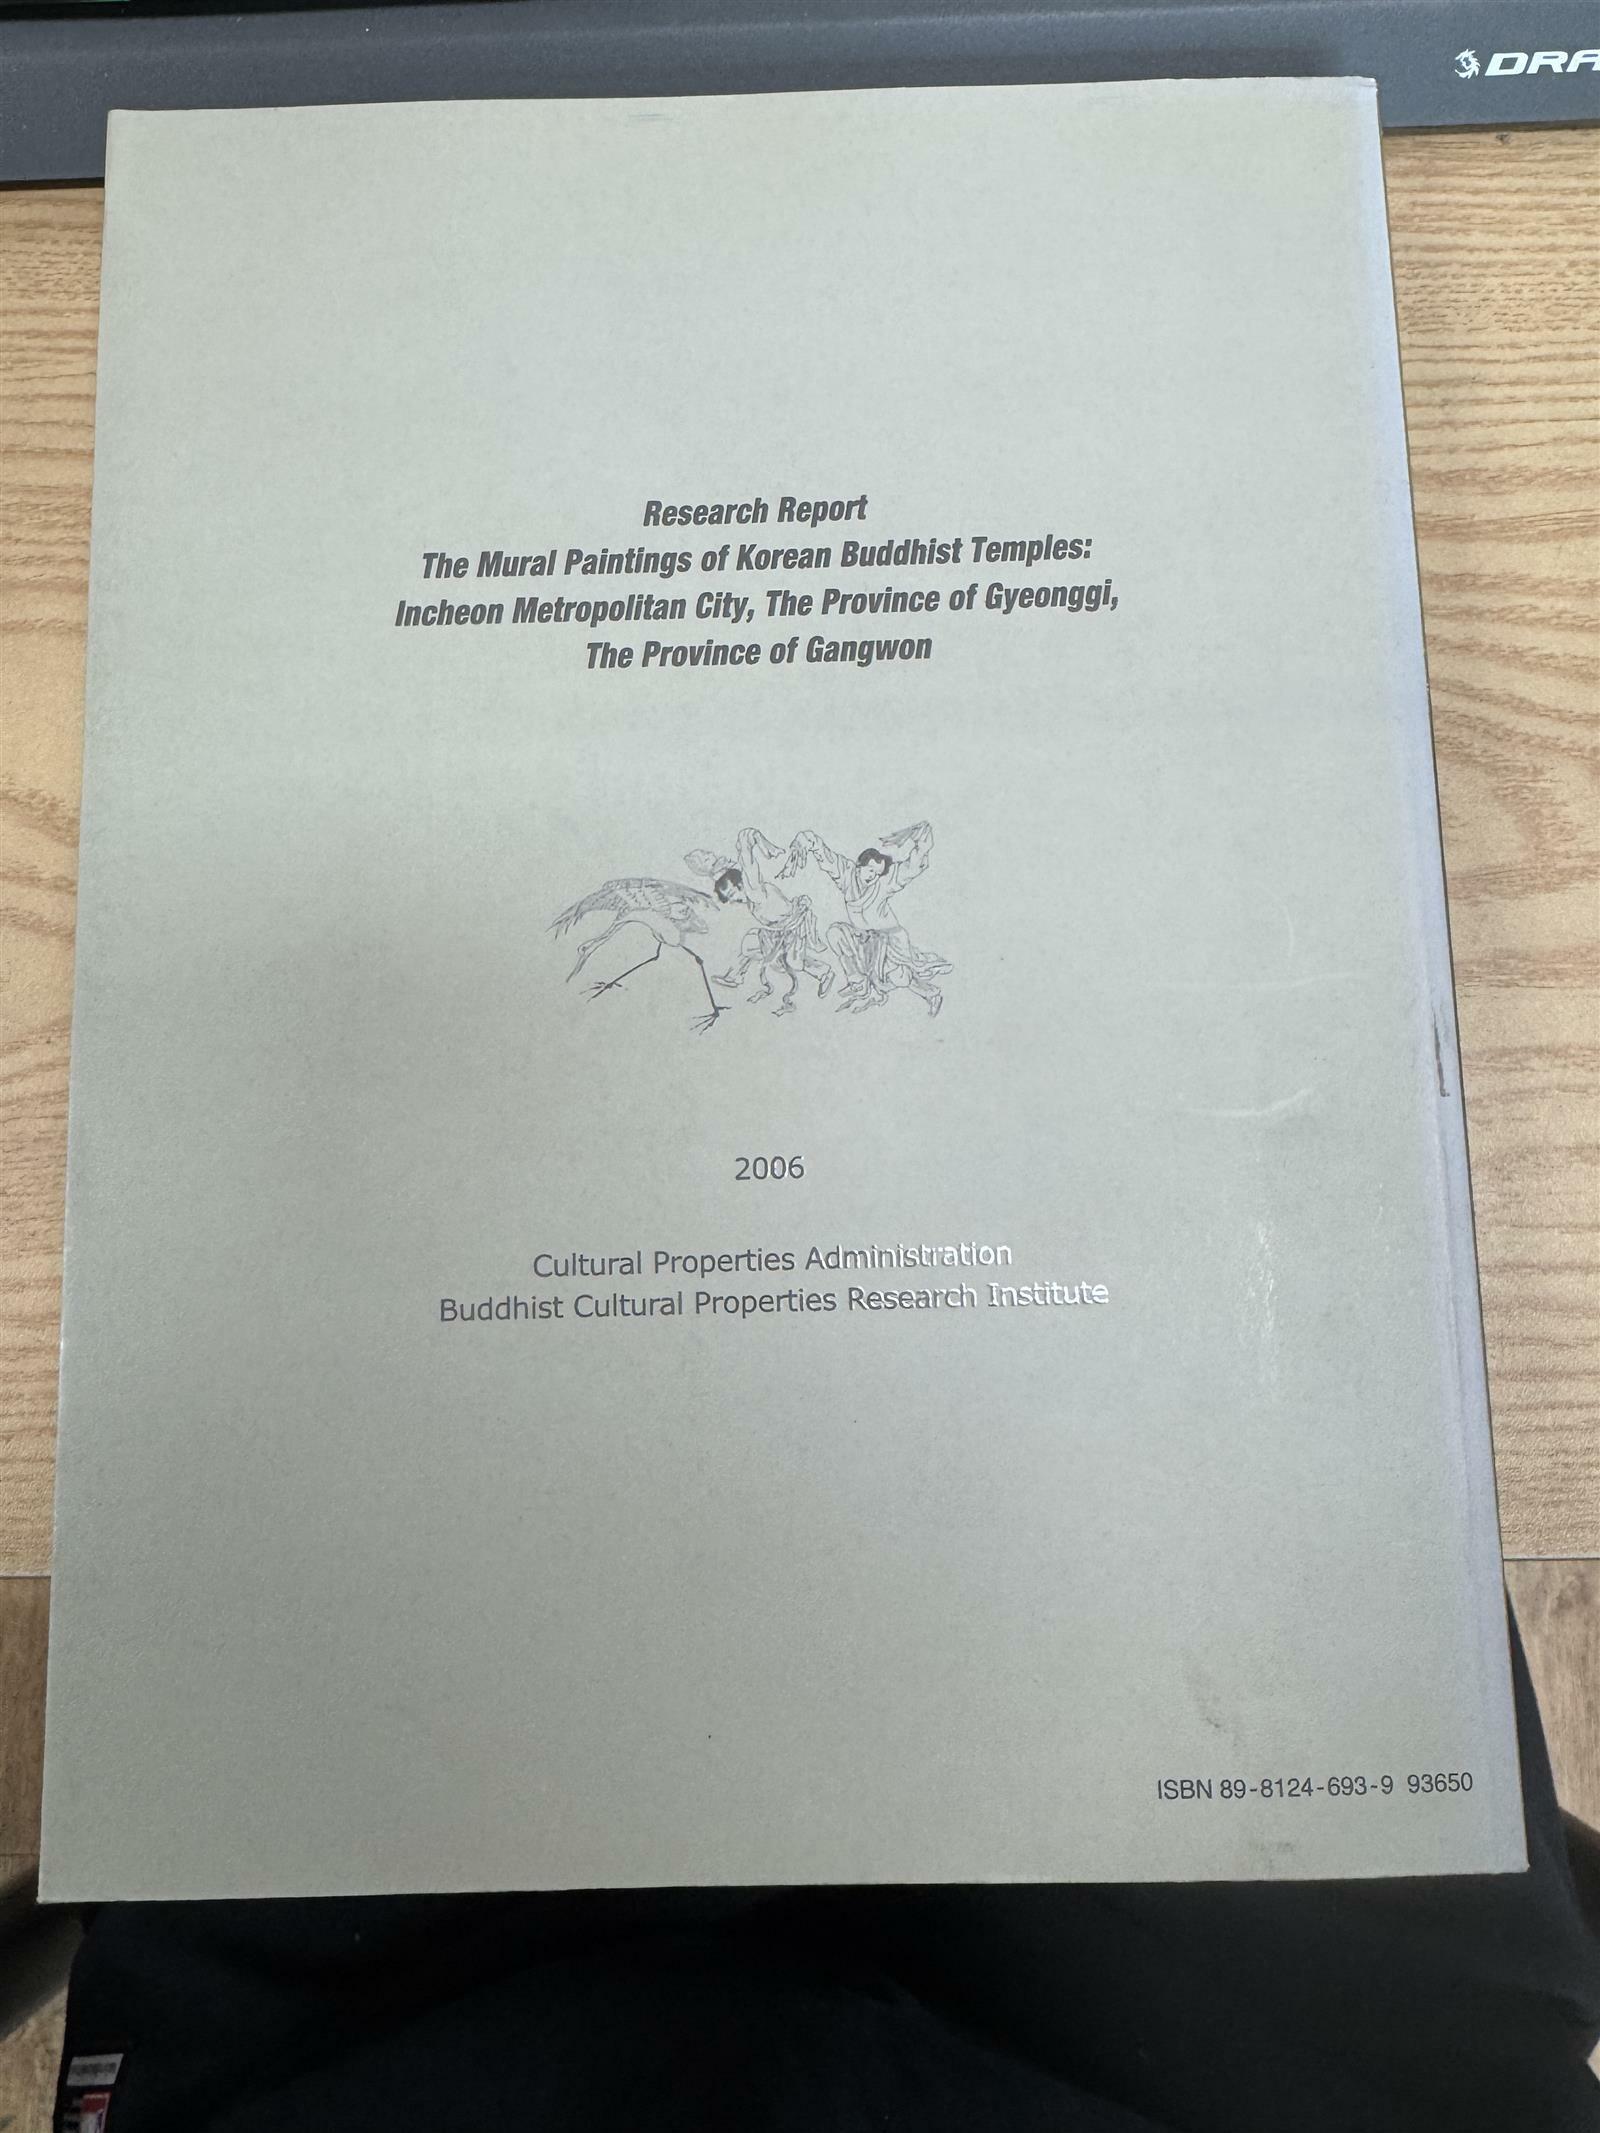 DRA
Research Report
The Mural Paintings of Korean Buddhist Temples:
Incheon Metropolitan City, The Province of Gyeonggi,
The Province of Gangwon
2006
Cultural Properties Administration
Buddhist Cultural Properties Research Institute
ISBN 89-8124-693-9 93650